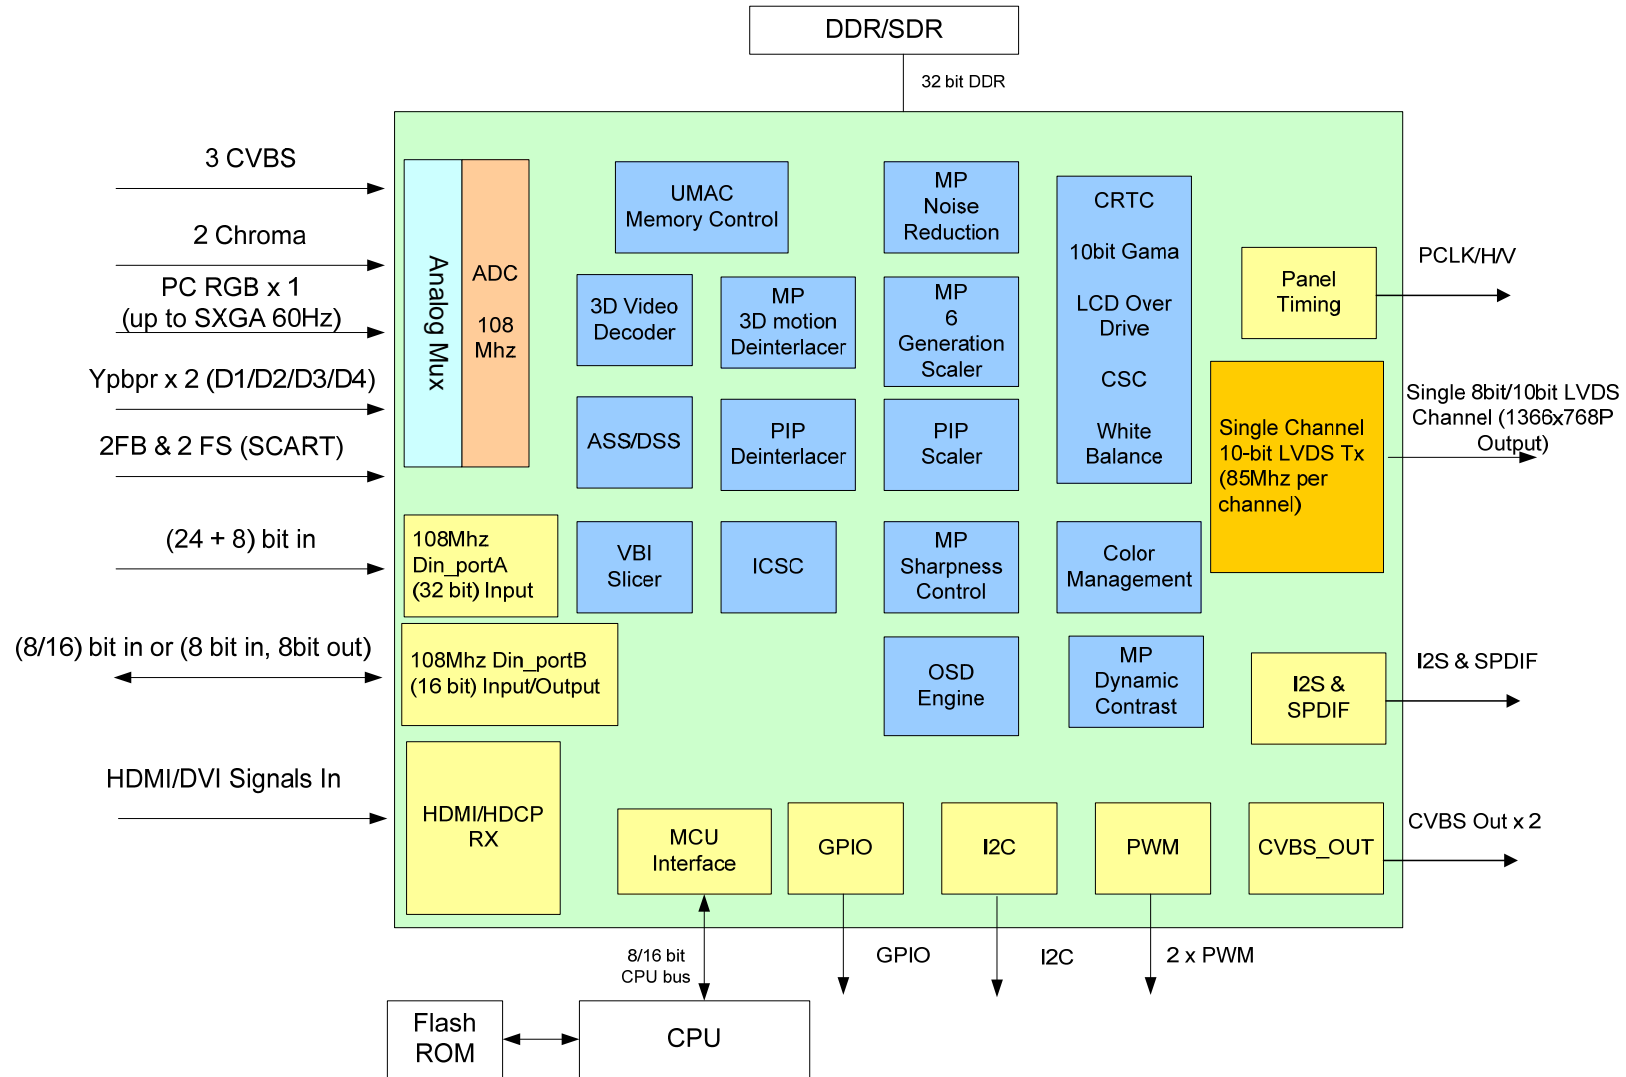 DDR/SDR
32 bit DDR
3 CVBS
2 Chroma
PC RGB x 1
(up to SXGA 60Hz)
Ypbpr x 2 (D1/D2/D3/D4)
2FB & 2 FS (SCART)
(24 + 8) bit in
(8/16) bit in or (8 bit in, 8bit out)
HDMI/DVI Signals In
Analog Mux
ADC
108
Mhz
UMAC
Memory Control
MP
Noise
Reduction
CRTC
10bit Gama
LCD Over
Drive
CSC
White
Balance
3D Video
Decoder
MP
3D motion
Deinterlacer
MP
6
Generation
Scaler
Panel
Timing
PCLK/H/V
ASS/DSS
PIP
Deinterlacer
PIP
Scaler
Single Channel
10-bit LVDS Tx
(85Mhz per
channel)
Single 8bit/10bit LVDS
Channel (1366x768P
Output)
108Mhz
Din_portA
(32 bit) Input
VBI
Slicer
ICSC
MP
Sharpness
Control
Color
Management
108Mhz Din_portB
(16 bit) Input/Output
OSD
Engine
MP
Dynamic
Contrast
I2S &
SPDIF
I2S & SPDIF
HDMI/HDCP
RX
MCU
Interface
GPIO
I2C
PWM
CVBS_OUT
CVBS Out x 2
8/16 bit
CPU bus
GPIO
I2C
2 x PWM
Flash
ROM
CPU